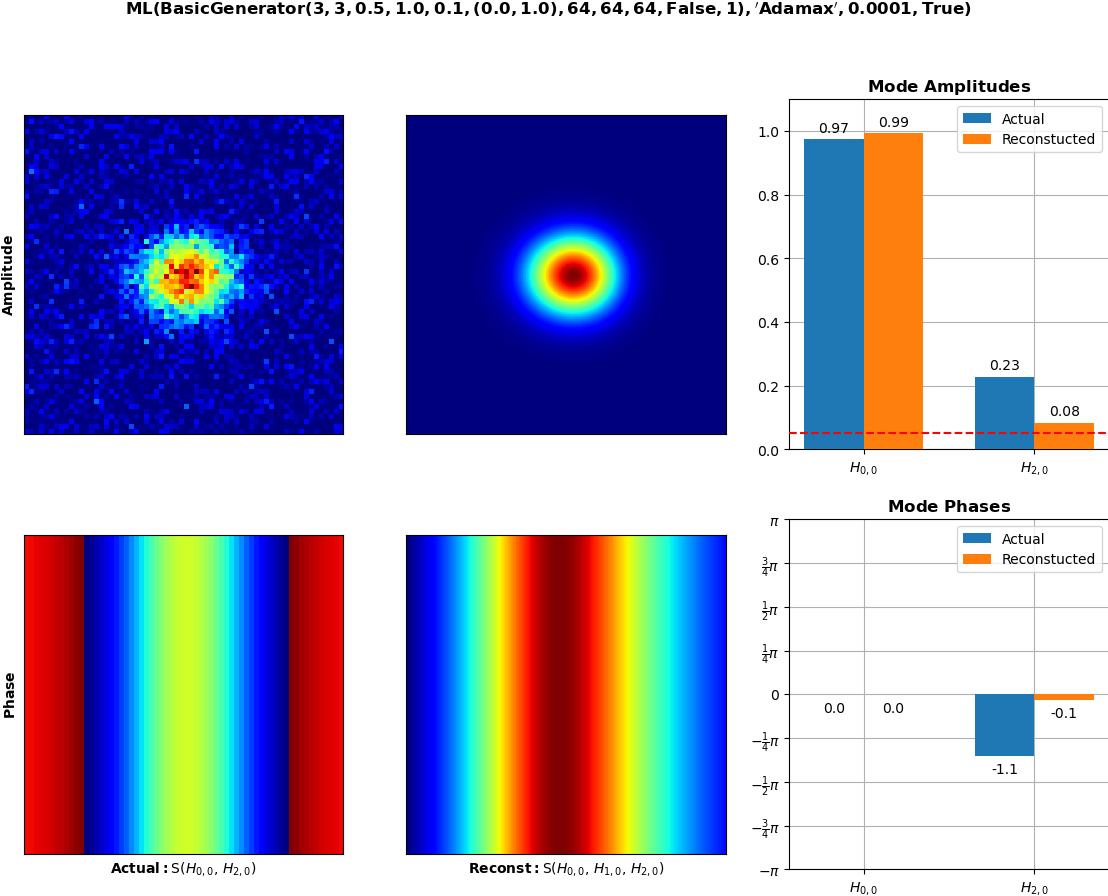 ML(BasicGenerator(3, 3, 0.5, 1.0, 0.1, (0.0, 1.0), 64, 64, 64, False, 1), ′Adamax′, 0.0001, True)
Mode Amplitudes
Amplitude
1.0
0.8
0.6
0.4
0.2
0.0
0.97
0.99
0.23
0.08
Actual
Reconstucted
H0, 0
H2, 0
Mode Phases
Phase
π
3/4π
1/2π
1/4π
0
−1/4π
−1/2π
−3/4π
−π
0.0
0.0
-1.1
-0.1
Actual
Reconstucted
H0, 0
H2, 0
Actual: S(H0, 0, H2, 0)
Reconst: S(H0, 0, H1, 0, H2, 0)